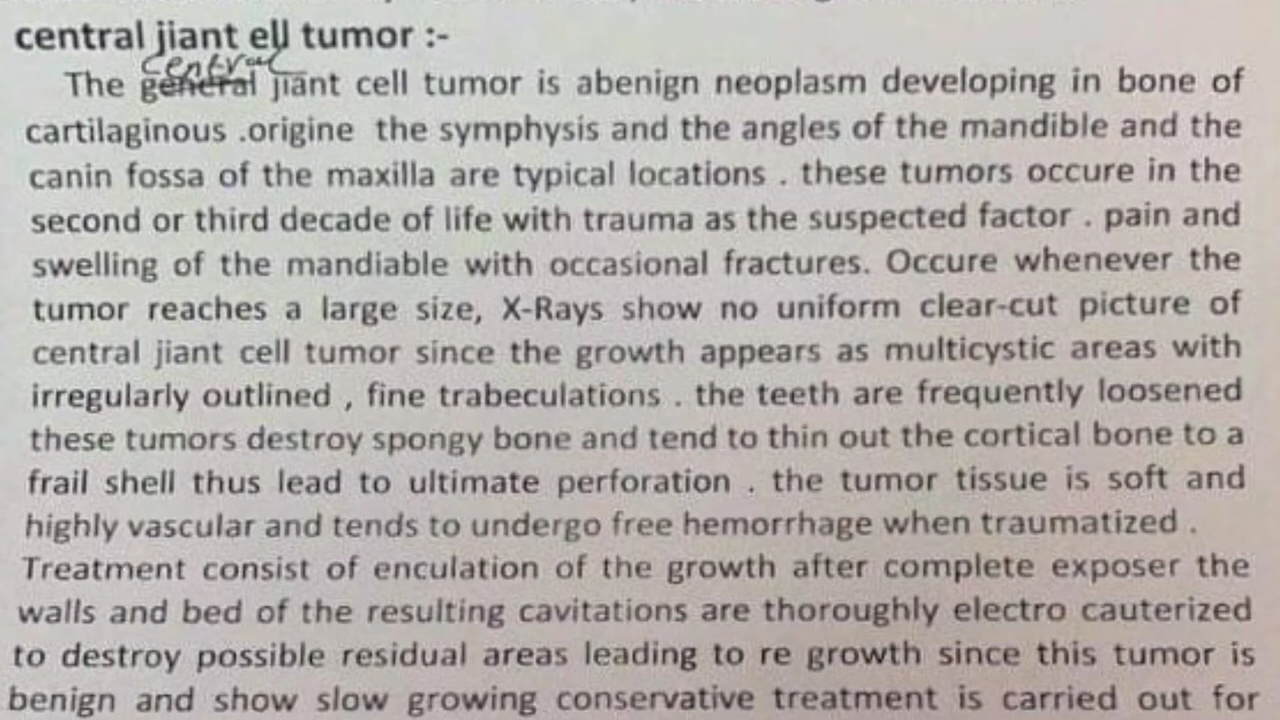 central jiant ell tumor :-
central
The general jiant cell tumor is abenign neoplasm developing in bone of
cartilaginous .origine the symphysis and the angles of the mandible and the
canin fossa of the maxilla are typical locations . these tumors occure in the
second or third decade of life with trauma as the suspected factor . pain and
swelling of the mandiable with occasional fractures. Occure whenever the
tumor reaches a large size, X-Rays show no uniform clear-cut picture of
central jiant cell tumor since the growth appears as multicystic areas with
irregularly outlined , fine trabeculations . the teeth are frequently loosened
these tumors destroy spongy bone and tend to thin out the cortical bone to a
frail shell thus lead to ultimate perforation . the tumor tissue is soft and
highly vascular and tends to undergo free hemorrhage when traumatized .
Treatment consist of enculation of the growth after complete exposer the
walls and bed of the resulting cavitations are thoroughly electro cauterized
to destroy possible residual areas leading to re growth since this tumor is
benign and show slow growing conservative treatment is carried out for